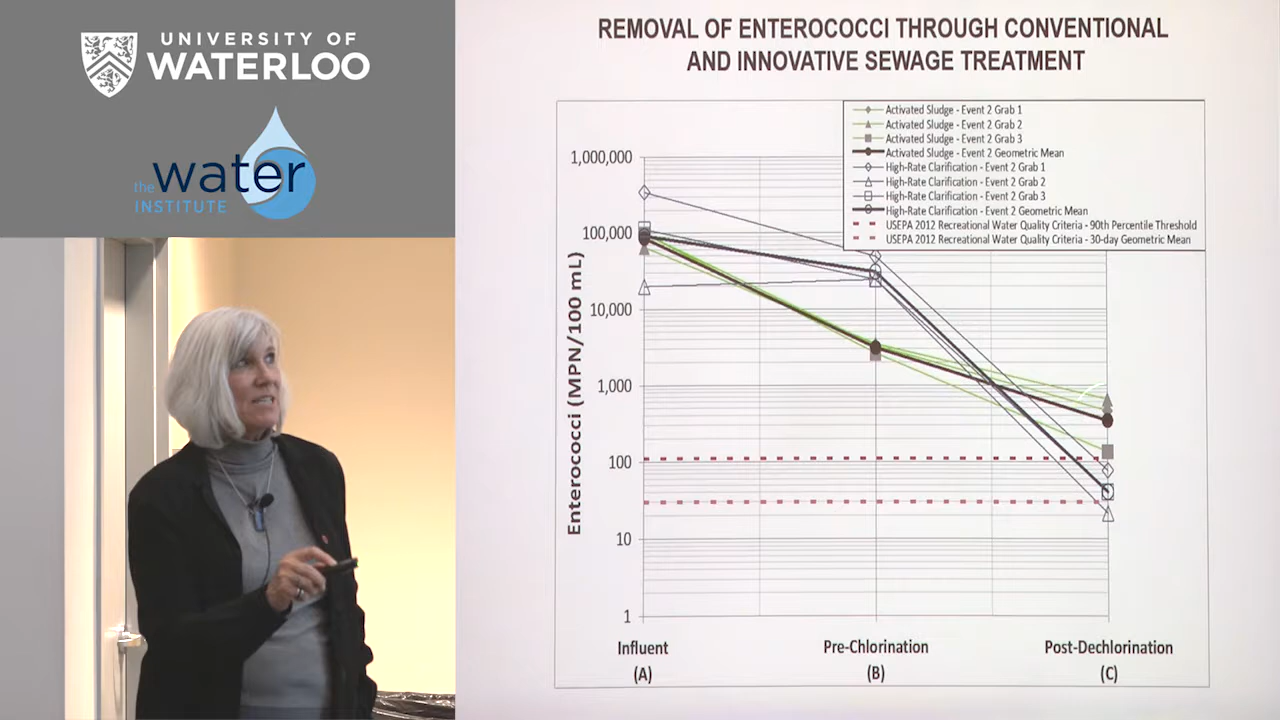 UNIVERSITY OF
WATERLOO
the water
INSTITUTE
REMOVAL OF ENTEROCOCCI THROUGH CONVENTIONAL
AND INNOVATIVE SEWAGE TREATMENT
Activated Sludge - Event 2 Grab 1
Activated Sludge - Event 2 Grab 2
Activated Sludge - Event 2 Grab 3
Activated Sludge - Event 2 Geometric Mean
High-Rate Clarification - Event 2 Grab 1
High-Rate Clarification - Event 2 Grab 2
High-Rate Clarification - Event 2 Grab 3
High-Rate Clarification - Event 2 Geometric Mean
USEPA 2012 Recreational Water Quality Criteria - 90th Percentile Threshold
USEPA 2012 Recreational Water Quality Criteria - 30-day Geometric Mean
Enterococci (MPN/100 mL)
1,000,000
100,000
10,000
1,000
100
10
1
Influent
(A)
Pre-Chlorination
(B)
Post-Dechlorination
(C)